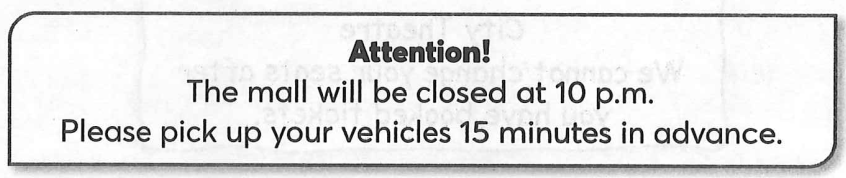 Attention!
The mall will be closed at 10 p.m.
Please pick up your vehicles 15 minutes in advance.